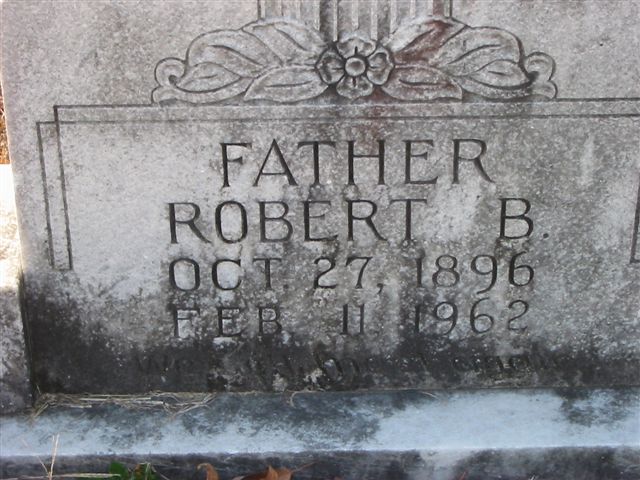 FATHER
ROBERT B.
OCT. 27, 1896
FEB. 11, 1962